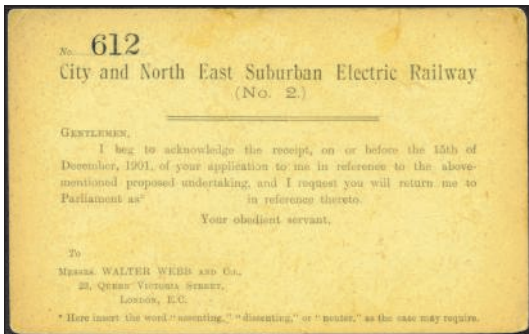 No. 612
City and North East Suburban Electric Railway
(No. 2.)
GENTLEMEN,
I beg to acknowledge the receipt, on or before the 15th of
December, 1901, of your application to me in reference to the above-
mentioned proposed undertaking, and I request you will return me to
Parliament as* in reference thereto.
Your obedient servant.
To
MESSRS. WALTER WEBB AND CO.,
23, QUEEN VICTORIA STREET,
LONDON, E.C.
* Here insert the word "assenting," "dissenting," or "neuter," as the case may require.